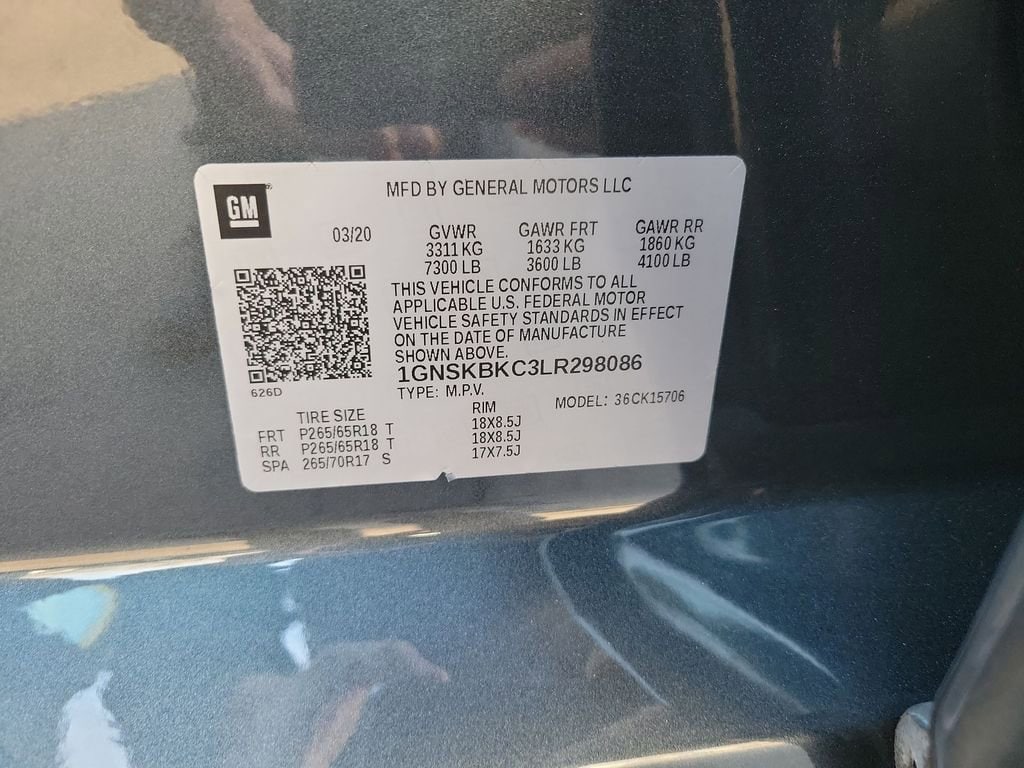 MFD BY GENERAL MOTORS LLC
GM
®
03/20 GVWR GAWR FRT GAWR RR
3311 KG 1633 KG 1860 KG
7300 LB 3600 LB 4100 LB
THIS VEHICLE CONFORMS TO ALL
APPLICABLE U.S. FEDERAL MOTOR
VEHICLE SAFETY STANDARDS IN EFFECT
ON THE DATE OF MANUFACTURE
SHOWN ABOVE.
1GNSKBKC3LR298086
626D
TYPE: M.P.V. MODEL: 36CK15706
TIRE SIZE RIM
FRT P265/65R18 T 18X8.5J
RR P265/65R18 T 18X8.5J
SPA 265/70R17 S 17X7.5J